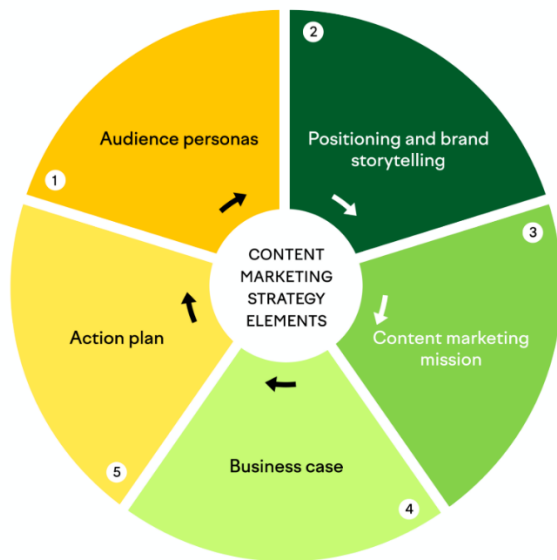 2
Audience personas
Positioning and brand
storytelling
1
3
CONTENT
MARKETING
STRATEGY
ELEMENTS
Action plan
Content marketing
mission
Business case
5
4